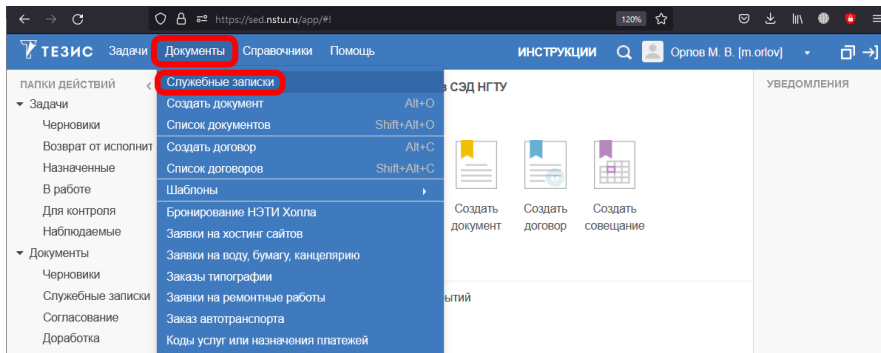 https://sed.nstu.ru/app/#!
120%
ТЕЗИС Задачи Документы Справочники Помощь ИНСТРУКЦИИ Орлов М. В. [m.orlov]
ПАПКИ ДЕЙСТВИЙ
Задачи
Черновики
Возврат от исполнит
Назначенные
В работе
Для контроля
Наблюдаемые
Документы
Черновики
Служебные записки
Согласование
Доработка
Служебные записки
Создать документ Alt+O
Список документов Shift+Alt+O
Создать договор Alt+C
Список договоров Shift+Alt+C
Шаблоны
Бронирование НЭТИ Холла
Заявки на хостинг сайтов
Заявки на воду, бумагу, канцелярию
Заказы типографии
Заявки на ремонтные работы
Заказ автотранспорта
Коды услуг или назначения платежей
в СЭД НГТУ
Создать документ
Создать договор
Создать совещание
ытий
УВЕДОМЛЕНИЯ